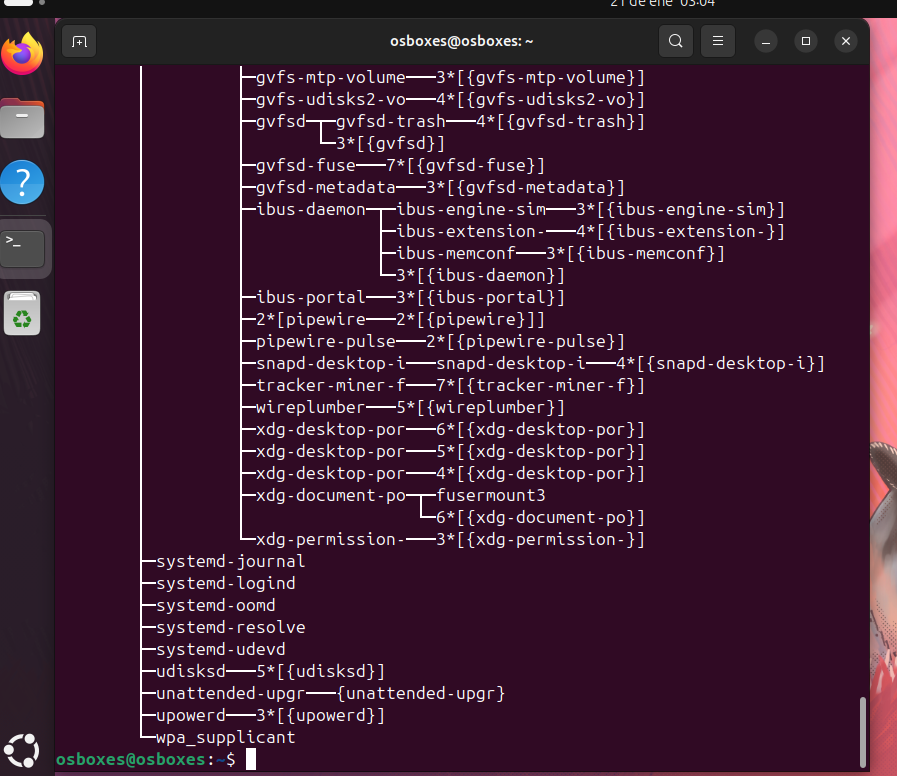 21 de ene 03:04
osboxes@osboxes: ~
├─gvfs-mtp-volume───3*[{gvfs-mtp-volume}]
├─gvfs-udisks2-vo───4*[{gvfs-udisks2-vo}]
├─gvfsd─┬─gvfsd-trash───4*[{gvfsd-trash}]
└─3*[{gvfsd}]
├─gvfsd-fuse───7*[{gvfsd-fuse}]
├─gvfsd-metadata───3*[{gvfsd-metadata}]
├─ibus-daemon─┬─ibus-engine-sim───3*[{ibus-engine-sim}]
├─ibus-extension-───4*[{ibus-extension-}]
├─ibus-memconf───3*[{ibus-memconf}]
└─3*[{ibus-daemon}]
├─ibus-portal───3*[{ibus-portal}]
├─2*[pipewire───2*[{pipewire}]]
├─pipewire-pulse───2*[{pipewire-pulse}]
├─snapd-desktop-i───snapd-desktop-i───4*[{snapd-desktop-i}]
├─tracker-miner-f───7*[{tracker-miner-f}]
├─wireplumber───5*[{wireplumber}]
├─xdg-desktop-por───6*[{xdg-desktop-por}]
├─xdg-desktop-por───5*[{xdg-desktop-por}]
├─xdg-desktop-por───4*[{xdg-desktop-por}]
├─xdg-document-po─┬─fusermount3
└─6*[{xdg-document-po}]
└─xdg-permission-───3*[{xdg-permission-}]
├─systemd-journal
├─systemd-logind
├─systemd-oomd
├─systemd-resolve
├─systemd-udevd
├─udisksd───5*[{udisksd}]
├─unattended-upgr───{unattended-upgr}
├─upowerd───3*[{upowerd}]
└─wpa_supplicant
osboxes@osboxes:~$